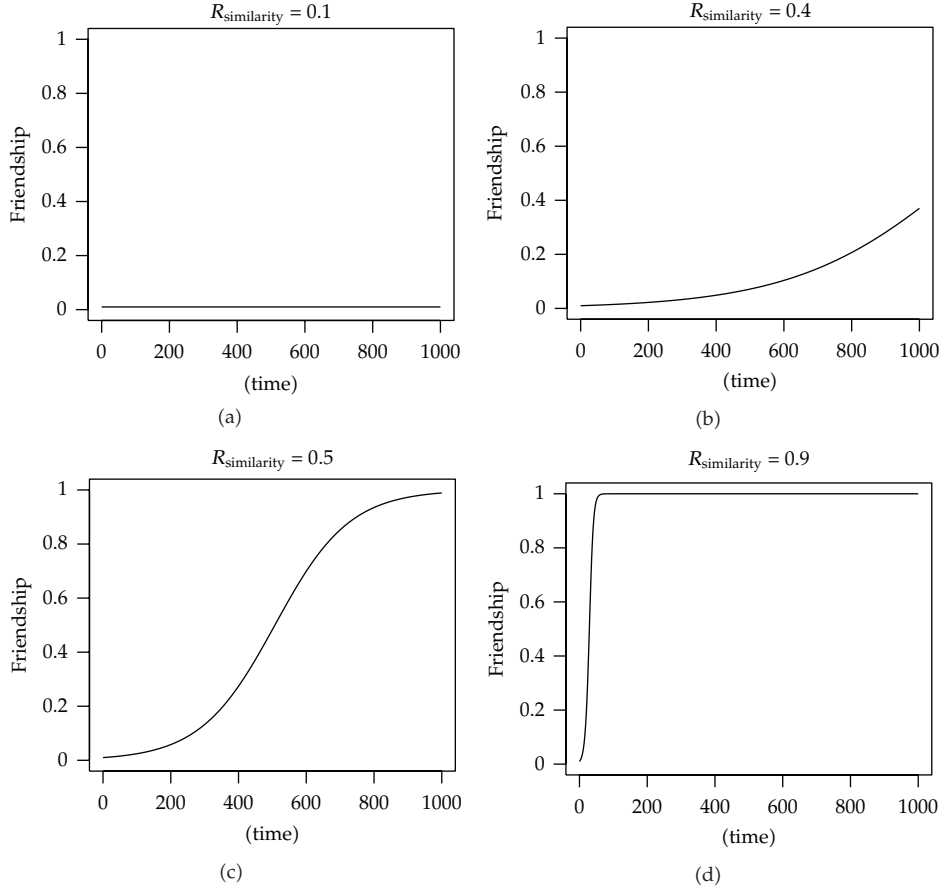 R similarity = 0.1
Friendship
1
0.8
0.6
0.4
0.2
0
0 200 400 600 800 1000
(time)
(a)
R similarity = 0.4
Friendship
1
0.8
0.6
0.4
0.2
0
0 200 400 600 800 1000
(time)
(b)
R similarity = 0.5
Friendship
1
0.8
0.6
0.4
0.2
0
0 200 400 600 800 1000
(time)
(c)
R similarity = 0.9
Friendship
1
0.8
0.6
0.4
0.2
0
0 200 400 600 800 1000
(time)
(d)